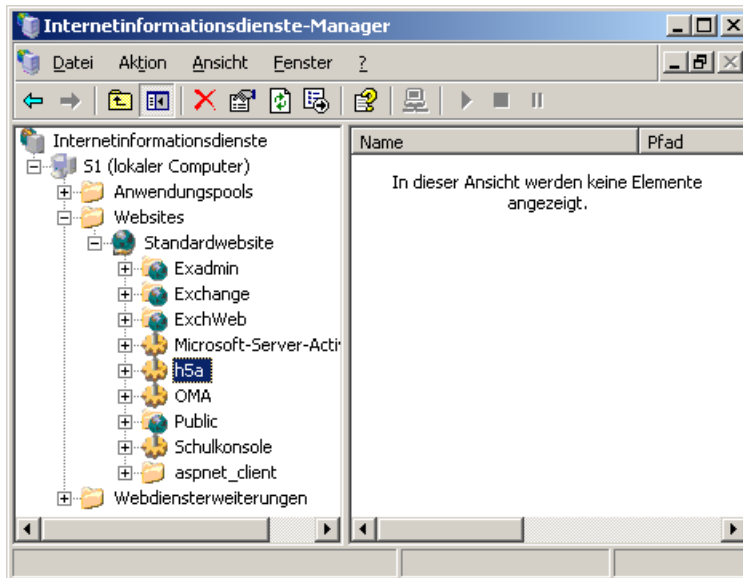 Internetinformationsdienste-Manager
Datei Aktion Ansicht Fenster ?
Internetinformationsdienste
S1 (lokaler Computer)
Anwendungspools
Websites
Standardwebsite
Exadmin
Exchange
ExchWeb
Microsoft-Server-Activ
h5a
OMA
Public
Schulkonsole
aspnet_client
Webdiensterweiterungen
Name Pfad
In dieser Ansicht werden keine Elemente
angezeigt.